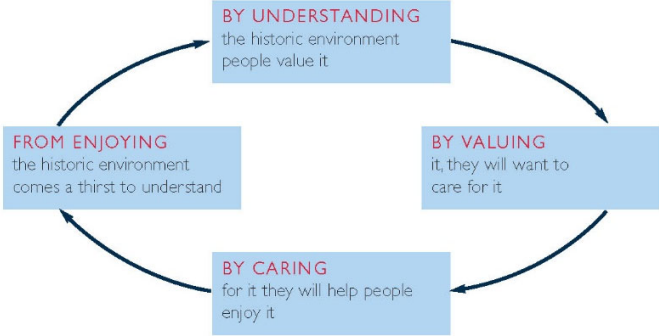 BY UNDERSTANDING
the historic environment
people value it
BY VALUING
it, they will want to
care for it
BY CARING
for it they will help people
enjoy it
FROM ENJOYING
the historic environment
comes a thirst to understand